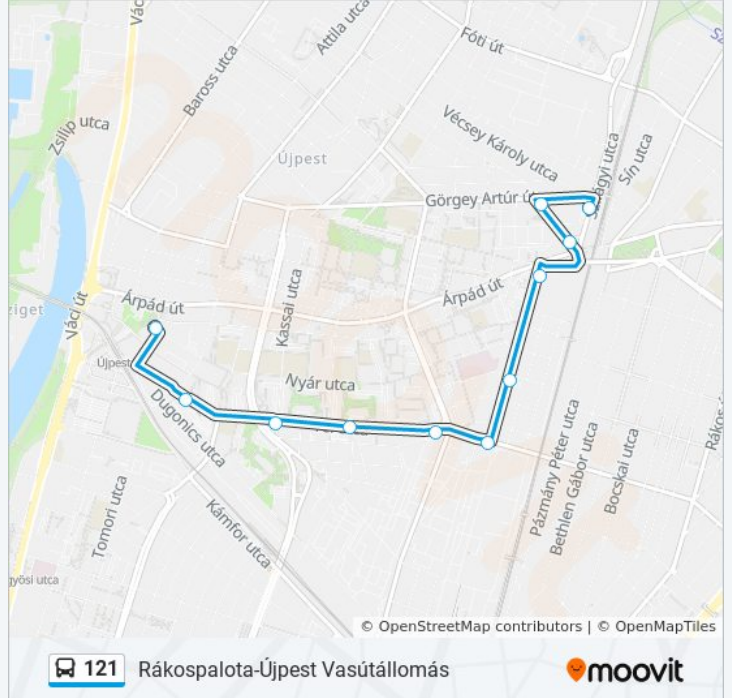 Váci
Attila utca
Fóti út
Baross utca
Zsilip utca
Vécsey Károly utca
Sín utca
Újpest
Görgey Artúr út
Árpád út
Árpád út
Váci út
Kassai utca
Újpest
Nyár utca
Dugonics utca
Pázmány Péter utca
Bethlen Gábor utca
Bocskai utca
Tomori utca
Kámfor utca
© OpenStreetMap contributors | © OpenMapTiles
121 Rákospalota-Újpest Vasútállomás
moovit